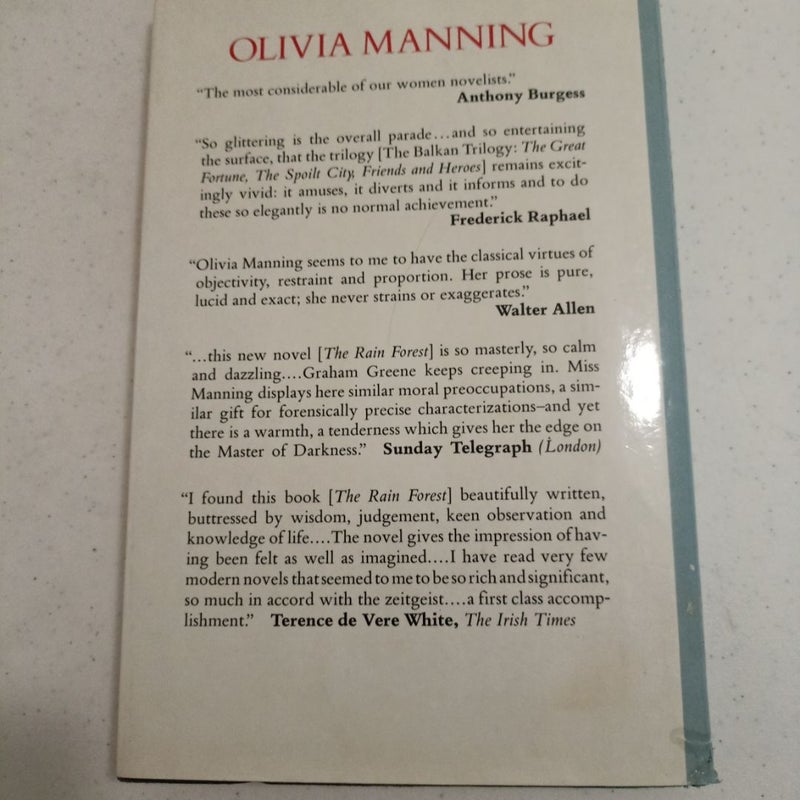 OLIVIA MANNING
“The most considerable of our women novelists.”
Anthony Burgess
“So glittering is the overall parade...and so entertaining
the surface, that the trilogy [The Balkan Trilogy: The Great
Fortune, The Spoilt City, Friends and Heroes] remains excit-
ingly vivid: it amuses, it diverts and it informs and to do
these so elegantly is no normal achievement.”
Frederick Raphael
“Olivia Manning seems to me to have the classical virtues of
objectivity, restraint and proportion. Her prose is pure,
lucid and exact; she never strains or exaggerates.”
Walter Allen
“...this new novel [The Rain Forest] is so masterly, so calm
and dazzling....Graham Greene keeps creeping in. Miss
Manning displays here similar moral preoccupations, a sim-
ilar gift for forensically precise characterizations–and yet
there is a warmth, a tenderness which gives her the edge on
the Master of Darkness.” Sunday Telegraph (London)
“I found this book [The Rain Forest] beautifully written,
buttressed by wisdom, judgement, keen observation and
knowledge of life....The novel gives the impression of hav-
ing been felt as well as imagined....I have read very few
modern novels that seemed to me to be so rich and significant,
so much in accord with the zeitgeist....a first class accomp-
lishment.” Terence de Vere White, The Irish Times